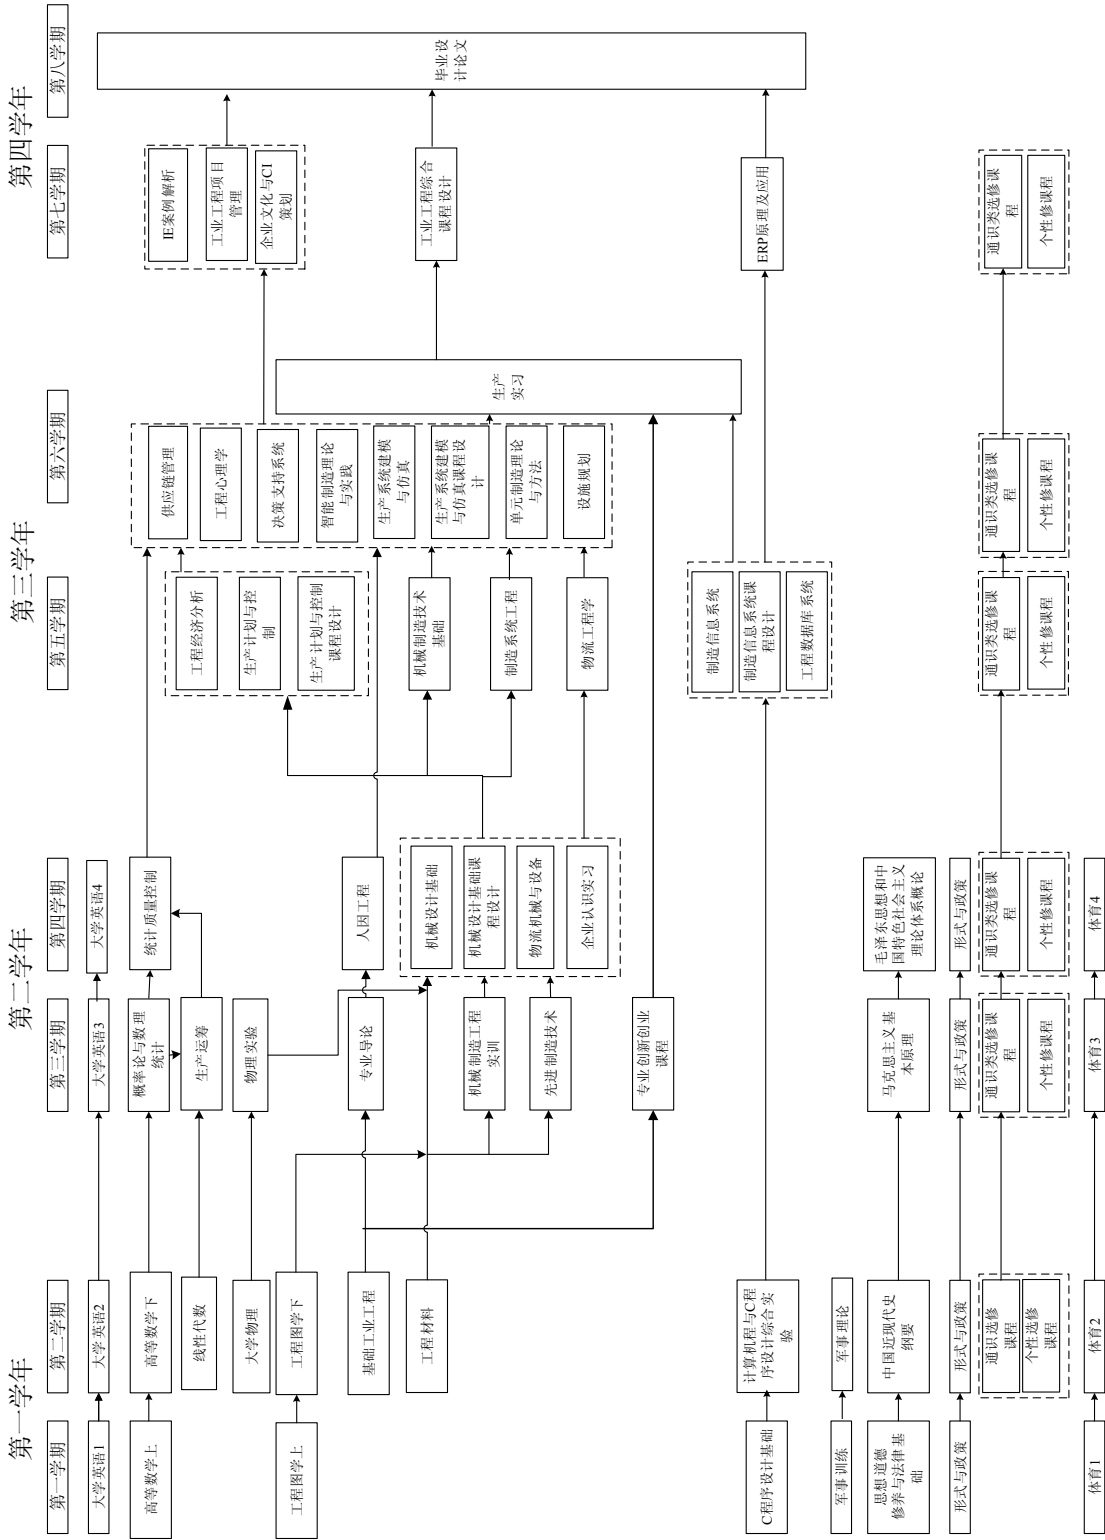 第一学年
第二学年
第三学年
第四学年
第一学期
第二学期
第三学期
第四学期
第五学期
第六学期
第七学期
第八学期
大学英语1
大学英语2
大学英语3
大学英语4
高等数学上
高等数学下
概率论与数理
统计
统计质量控制
线性代数
生产运筹
大学物理
物理实验
工程图学上
工程图学下
基础工业工程
专业导论
人因工程
工程材料
机械制造工程
实训
先进制造技术
专业创新创业
课程
机械设计基础
机械设计基础课
程设计
物流机械与设备
企业认识实习
工程经济分析
生产计划与控
制
生产计划与控制
课程设计
机械制造技术
基础
制造系统工程
物流工程学
供应链管理
工程心理学
决策支持系统
智能制造理论
与实践
生产系统建模
与仿真
生产系统建模
与仿真课程设
计
单元制造理论
与方法
设施规划
生产
实习
IE案例解析
工业工程项目
管理
企业文化与CI
策划
工业工程综合
课程设计
ERP原理及应用
毕业设
计论文
C程序设计基础
计算机程与C程
序设计综合实
验
制造信息系统
制造信息系统课
程设计
工程数据库系统
军事训练
军事理论
思想道德
修养与法律基
础
中国近现代史
纲要
马克思主义基
本原理
毛泽东思想和中
国特色社会主义
理论体系概论
形式与政策
形式与政策
形式与政策
形式与政策
通识选修
课程
个性选修
课程
通识类选修课
程
个性修课程
通识类选修课
程
个性修课程
通识类选修课
程
个性修课程
通识类选修课
程
个性修课程
通识类选修课
程
个性修课程
体育1
体育2
体育3
体育4